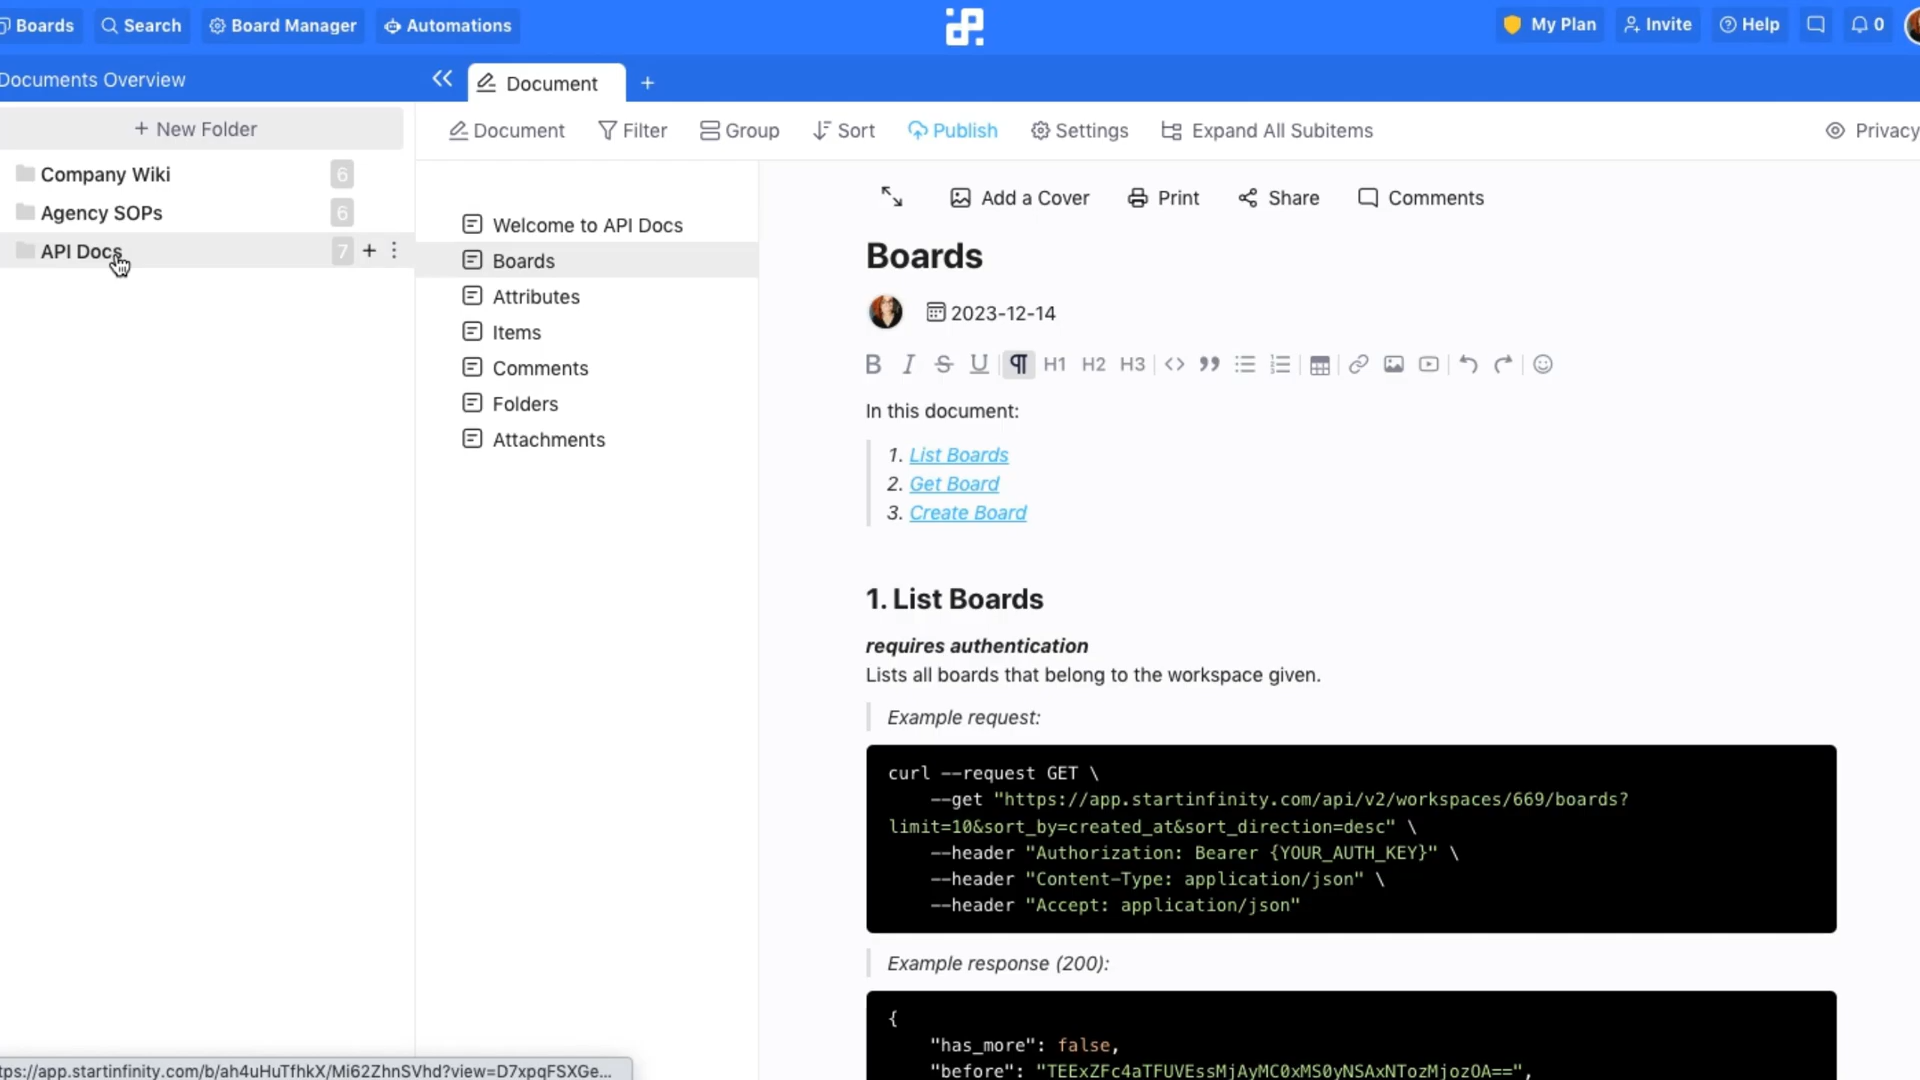 Boards Search Board Manager Automations My Plan Invite Help 0
Documents Overview Document +
+ New Folder
Company Wiki 6
Agency SOPs 6
API Docs 7 +
Document Filter Group Sort Publish Settings Expand All Subitems Privacy
Welcome to API Docs
Boards
Attributes
Items
Comments
Folders
Attachments
Add a Cover Print Share Comments
Boards
2023-12-14
B I S U ¶ H1 H2 H3
In this document:
1. List Boards
2. Get Board
3. Create Board
1. List Boards
requires authentication
Lists all boards that belong to the workspace given.
Example request:
curl --request GET \
--get "https://app.startinfinity.com/api/v2/workspaces/669/boards?
limit=10&sort_by=created_at&sort_direction=desc" \
--header "Authorization: Bearer {YOUR_AUTH_KEY}" \
--header "Content-Type: application/json" \
--header "Accept: application/json"
Example response (200):
{
"has_more": false,
"before": "TEExZFc4aTFUVEssMjAyMC0xMS0yNSAxNTozMjozOA==",
tps://app.startinfinity.com/b/ah4uHuTfhkX/Mi62ZhnSVhd?view=D7xpqFSXGe...